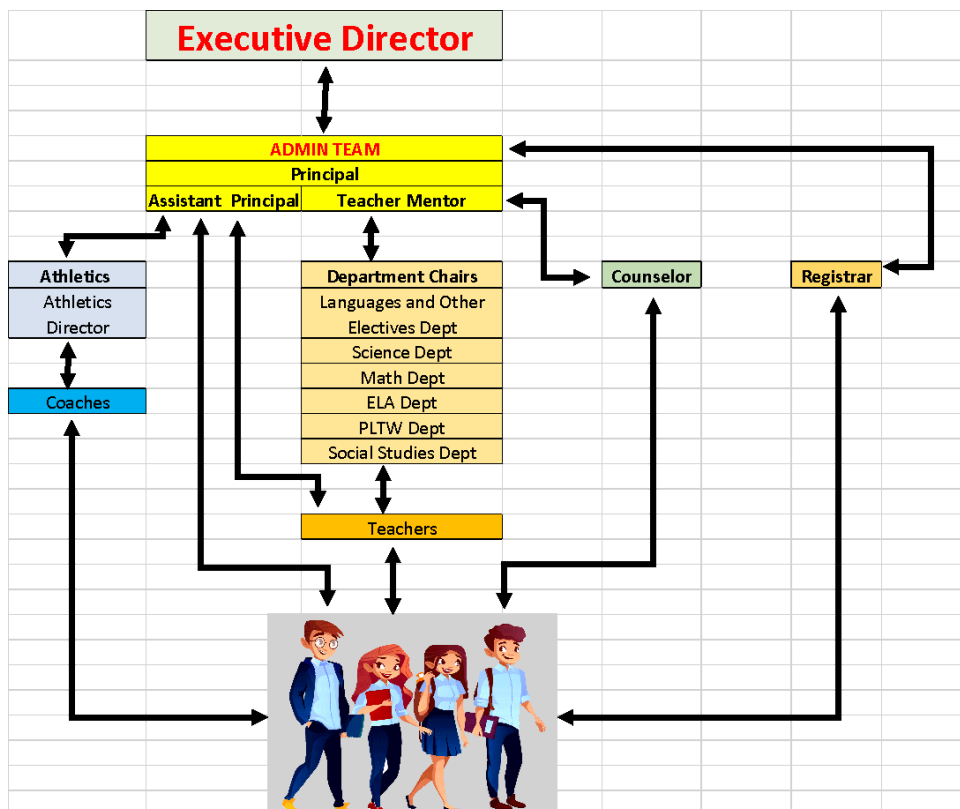 Executive Director
ADMIN TEAM
Principal
Assistant Principal
Teacher Mentor
Athletics
Athletics
Director
Coaches
Department Chairs
Languages and Other
Electives Dept
Science Dept
Math Dept
ELA Dept
PLTW Dept
Social Studies Dept
Teachers
Counselor
Registrar